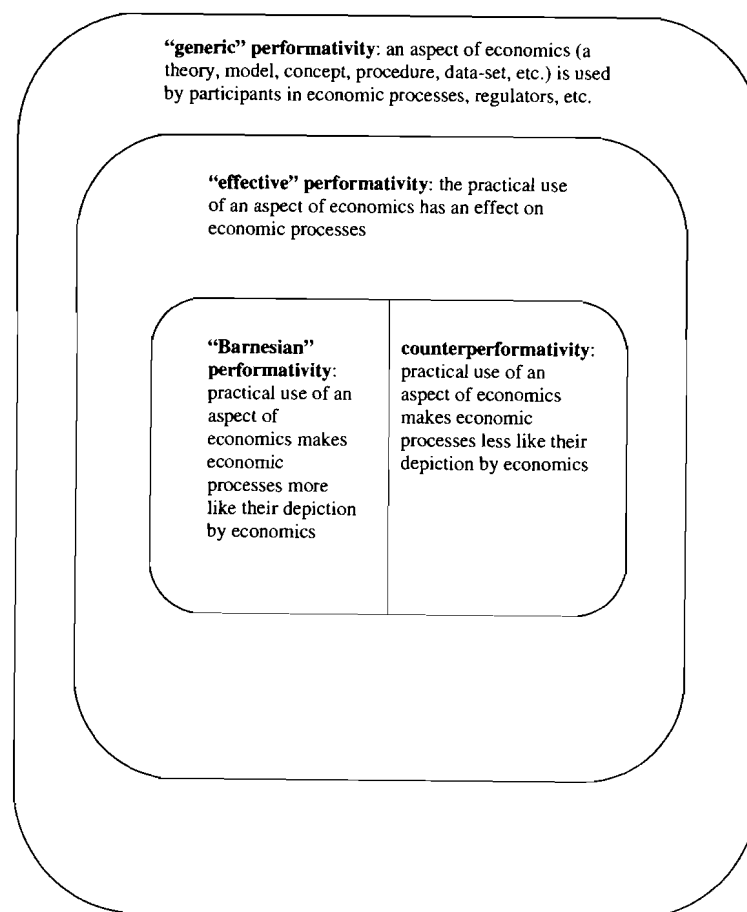 "generic" performativity: an aspect of economics (a
theory, model, concept, procedure, data-set, etc.) is used
by participants in economic processes, regulators, etc.
"effective" performativity: the practical use
of an aspect of economics has an effect on
economic processes
"Barnesian"
performativity:
practical use of an
aspect of
economics makes
economic
processes more
like their depiction
by economics
counterperformativity:
practical use of an
aspect of economics
makes economic
processes less like their
depiction by economics